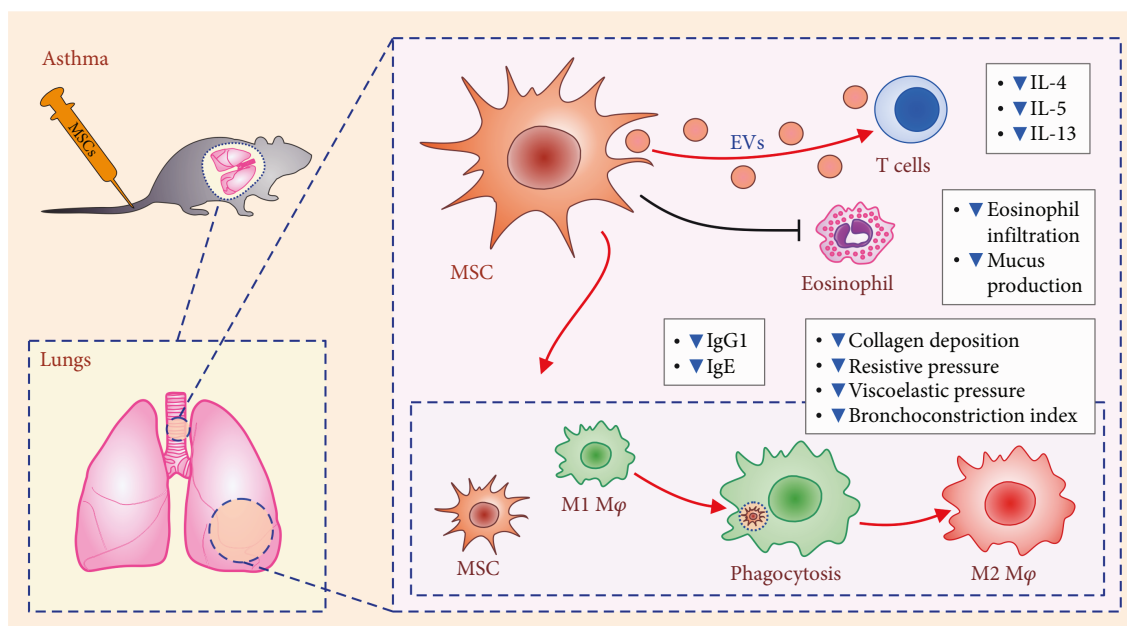 Asthma
MSCs
Lungs
MSC
EVs
T cells
• ▼ IL-4
• ▼ IL-5
• ▼ IL-13
Eosinophil
• ▼ Eosinophil
infiltration
• ▼ Mucus
production
• ▼ IgG1
• ▼ IgE
• ▼ Collagen deposition
• ▼ Resistive pressure
• ▼ Viscoelastic pressure
• ▼ Bronchoconstriction index
MSC
M1 Mφ
Phagocytosis
M2 Mφ